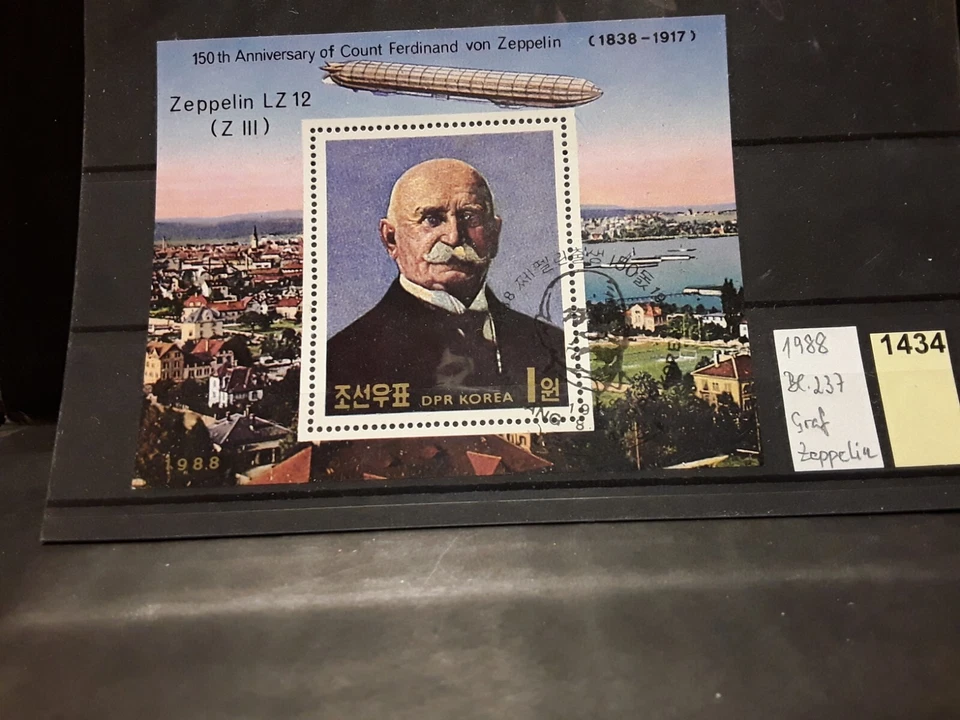 150th Anniversary of Count Ferdinand von Zeppelin (1838-1917)
Zeppelin LZ 12
(Z III)
조선우표 DPR KOREA 1원
1988
1988
Bl. 237
Graf
Zeppelin
1434